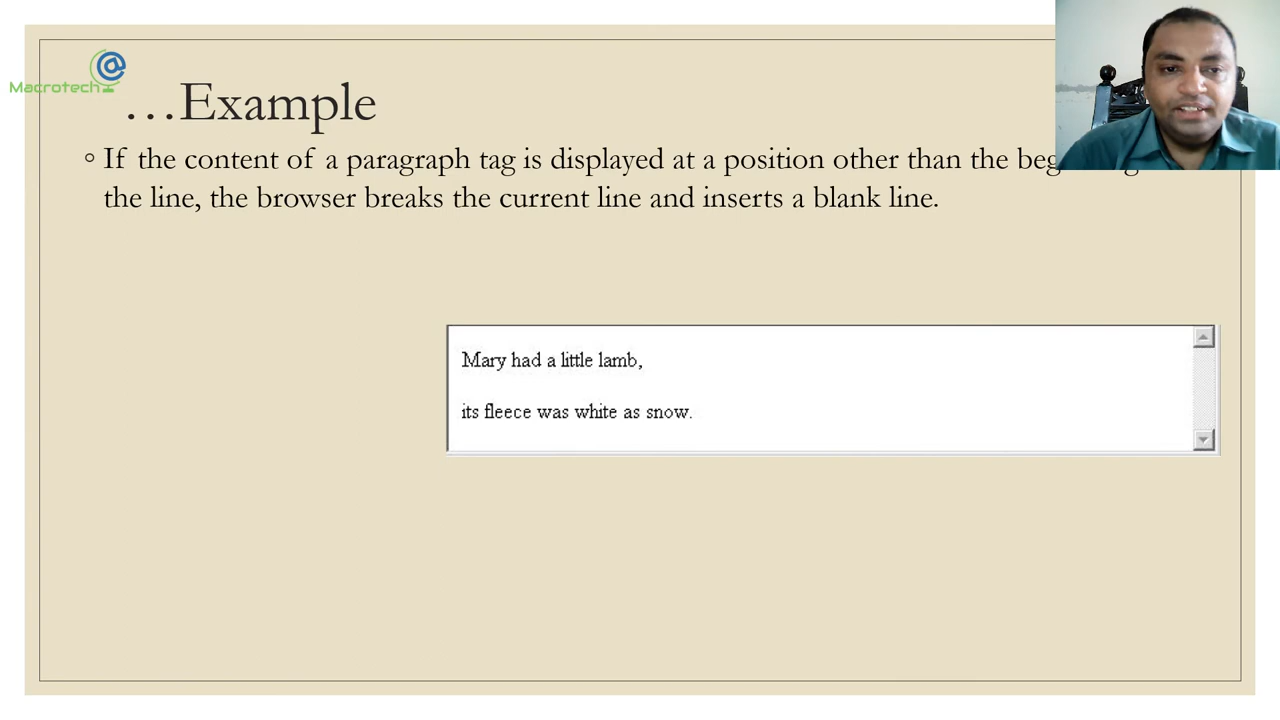 @
Macrotech
…Example
◦ If the content of a paragraph tag is displayed at a position other than the
the line, the browser breaks the current line and inserts a blank line.
Mary had a little lamb,
its fleece was white as snow.